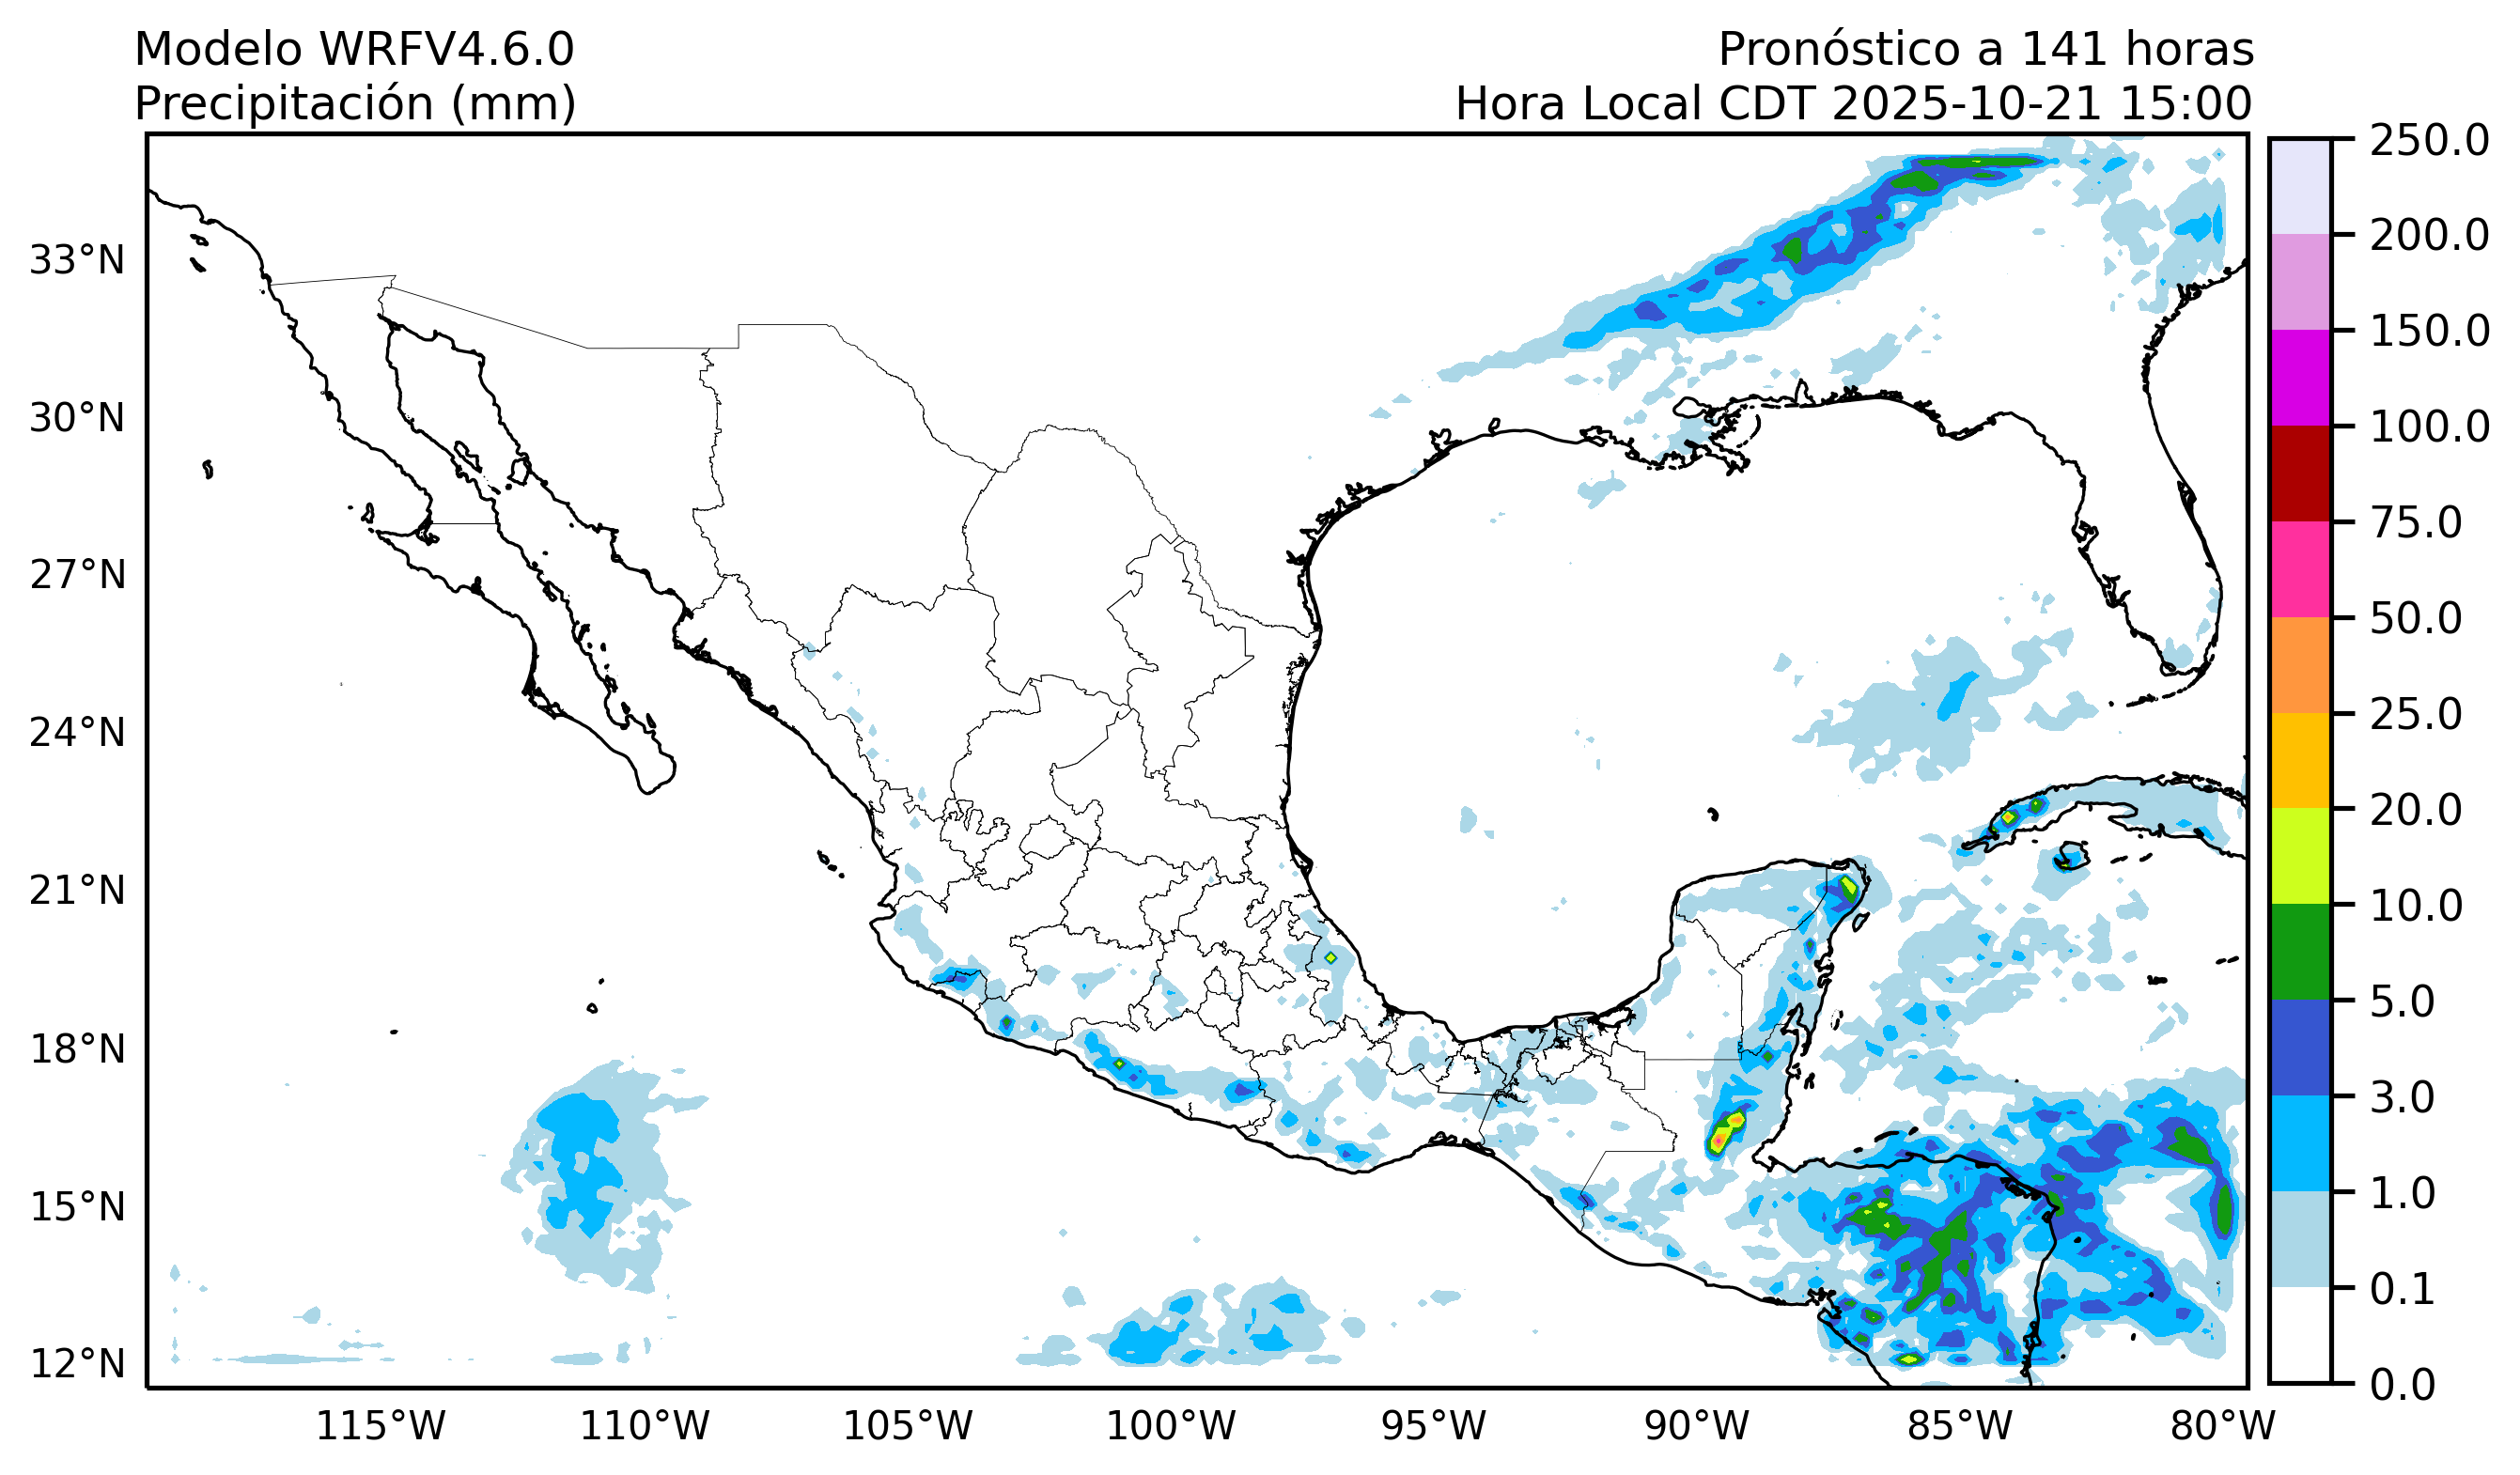 Modelo WRFV4.6.0
Precipitación (mm)
Pronóstico a 141 horas
Hora Local CDT 2025-10-21 15:00
33°N
30°N
27°N
24°N
21°N
18°N
15°N
12°N
115°W
110°W
105°W
100°W
95°W
90°W
85°W
80°W
250.0
200.0
150.0
100.0
75.0
50.0
25.0
20.0
10.0
5.0
3.0
1.0
0.1
0.0